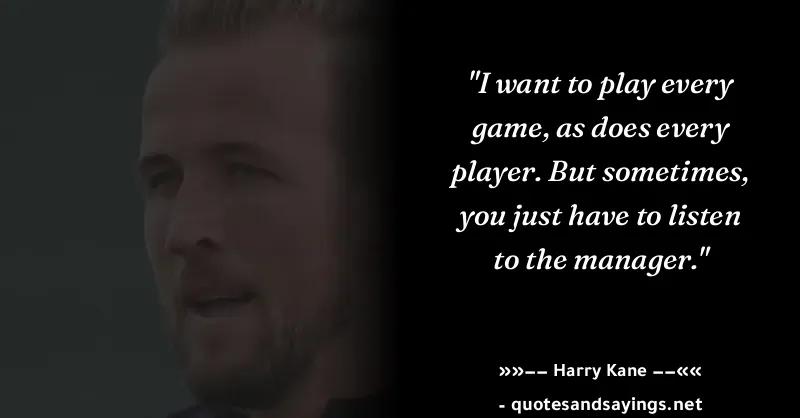 "I want to play every
game, as does every
player. But sometimes,
you just have to listen
to the manager."
»»−− Harry Kane −−««
- quotesandsayings.net